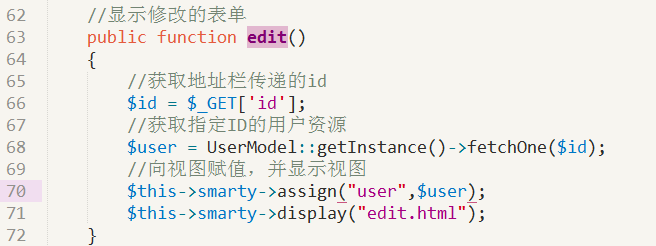 62 //显示修改的表单
63 public function edit()
64 {
65 //获取地址栏传递的id
66 $id = $_GET['id'];
67 //获取指定ID的用户资源
68 $user = UserModel::getInstance()->fetchOne($id);
69 //向视图赋值，并显示视图
70 $this->smarty->assign("user",$user);
71 $this->smarty->display("edit.html");
72 }